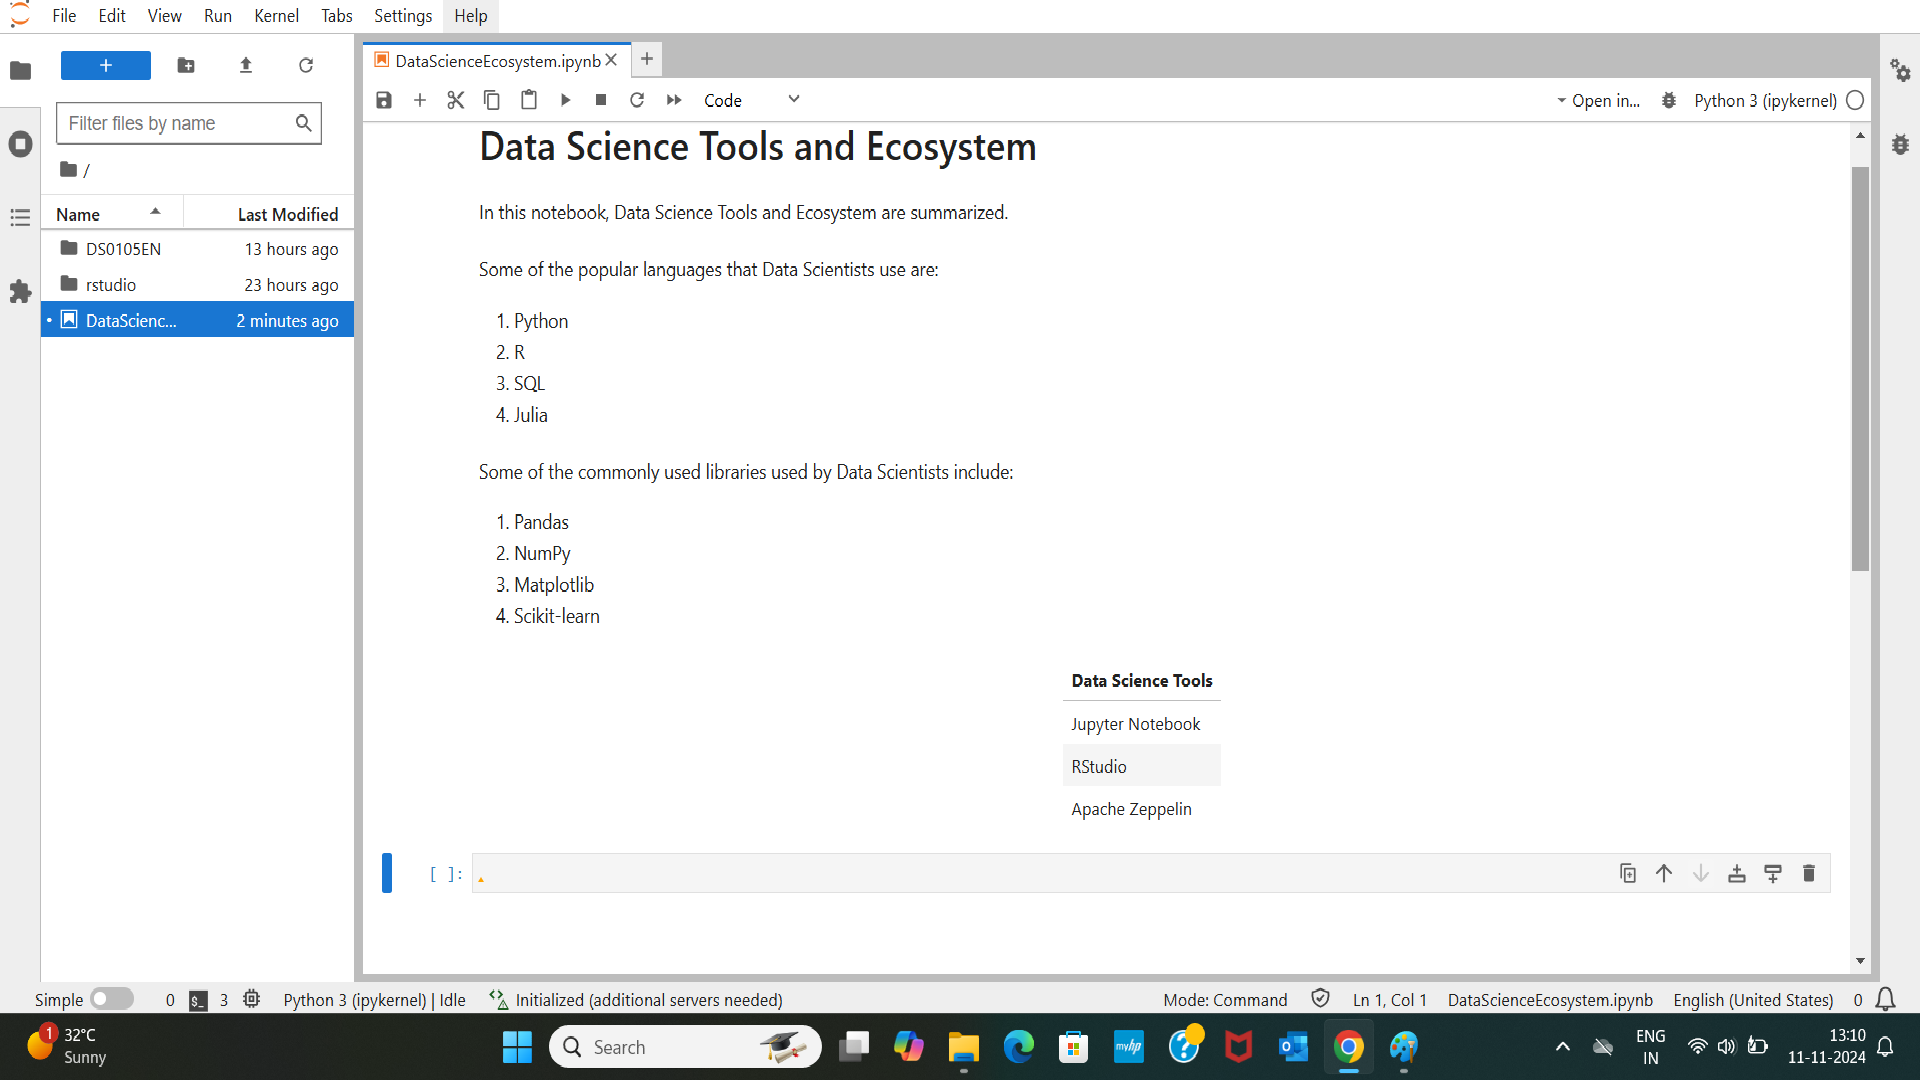 File Edit View Run Kernel Tabs Settings Help
+
Filter files by name
/
Name Last Modified
DS0105EN 13 hours ago
rstudio 23 hours ago
DataScienc... 2 minutes ago
DataScienceEcosystem.ipynb
Code
Open in... Python 3 (ipykernel)
Data Science Tools and Ecosystem
In this notebook, Data Science Tools and Ecosystem are summarized.
Some of the popular languages that Data Scientists use are:
1. Python
2. R
3. SQL
4. Julia
Some of the commonly used libraries used by Data Scientists include:
1. Pandas
2. NumPy
3. Matplotlib
4. Scikit-learn
Data Science Tools
Jupyter Notebook
RStudio
Apache Zeppelin
[ ]:
Simple 0 $_ 3 Python 3 (ipykernel) | Idle Initialized (additional servers needed) Mode: Command Ln 1, Col 1 DataScienceEcosystem.ipynb English (United States) 0
1 32°C
Sunny
Search
myhp
ENG
IN
13:10
11-11-2024